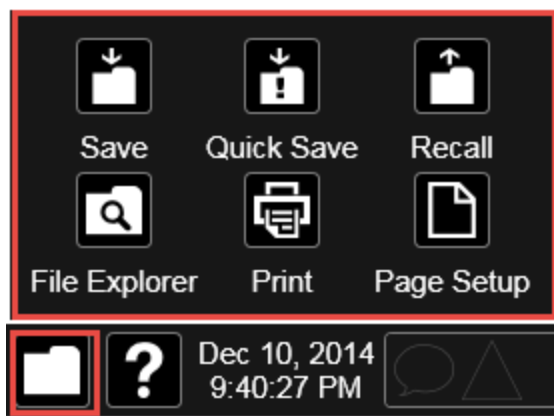 Save Quick Save Recall
File Explorer Print Page Setup
? Dec 10, 2014
9:40:27 PM